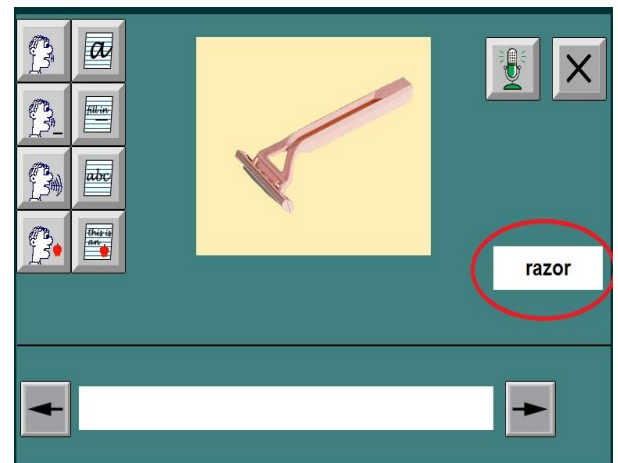 a
fill in
abc
this is
an
razor